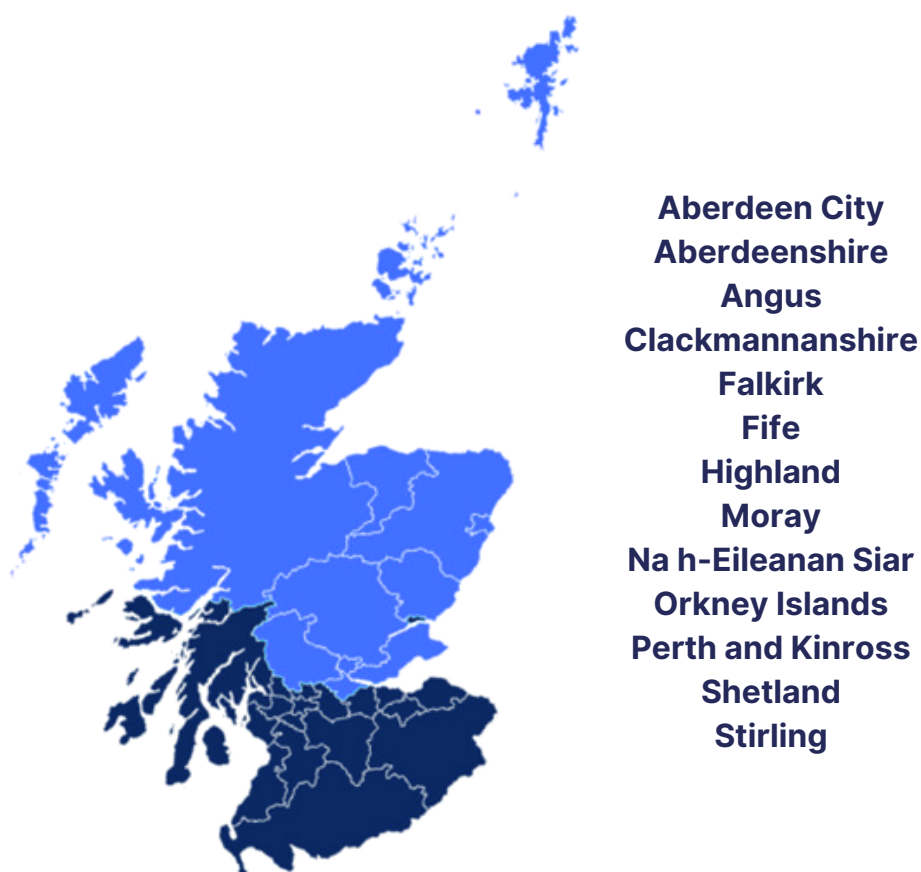 Aberdeen City
Aberdeenshire
Angus
Clackmannanshire
Falkirk
Fife
Highland
Moray
Na h-Eileanan Siar
Orkney Islands
Perth and Kinross
Shetland
Stirling